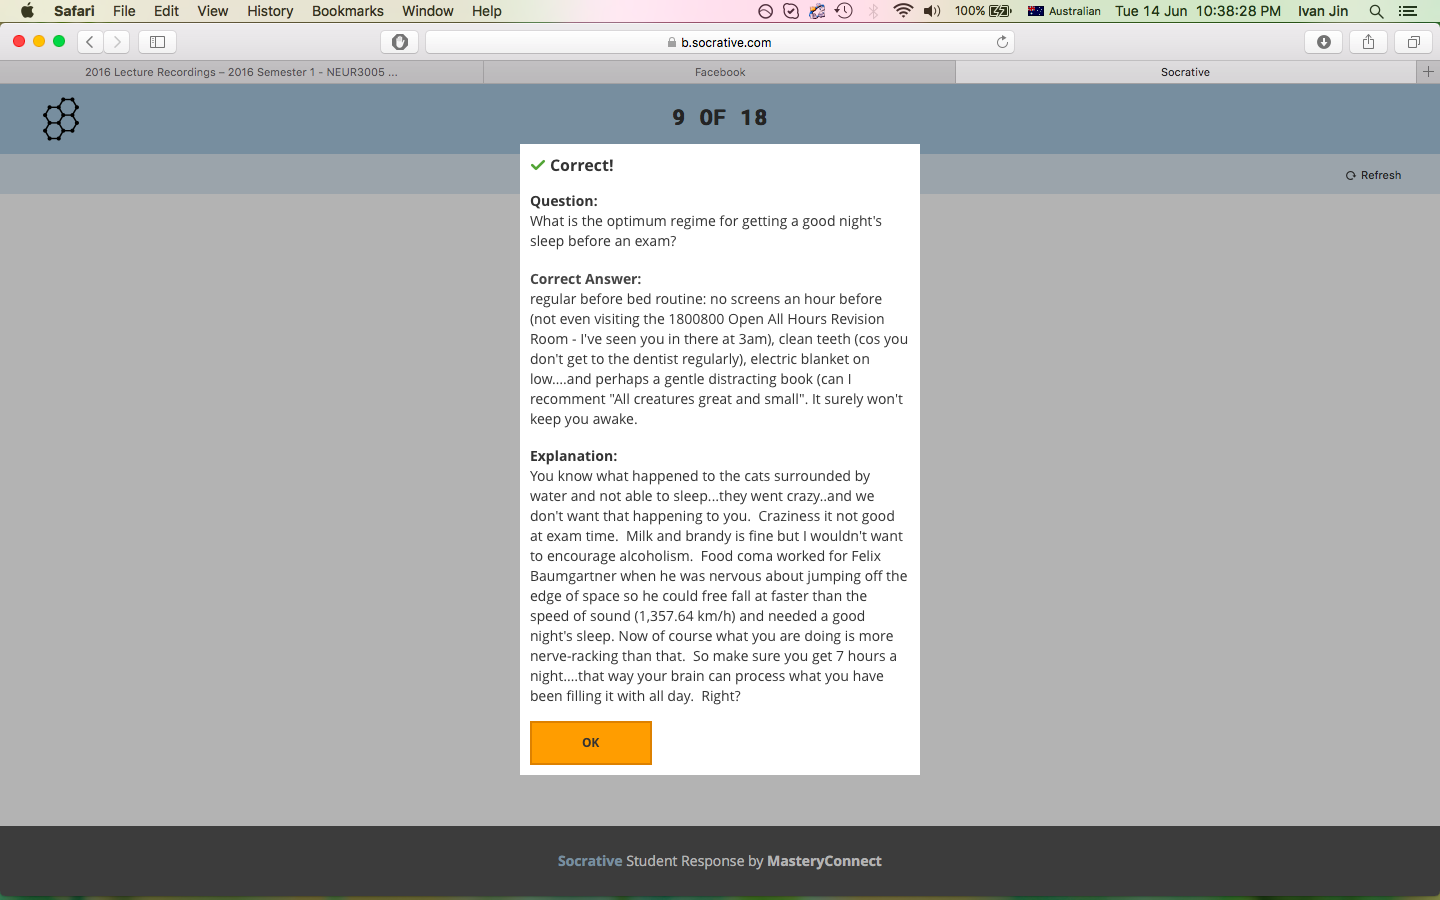 Safari File Edit View History Bookmarks Window Help 100% Australian Tue 14 Jun 10:38:28 PM Ivan Jin
b.socrative.com
2016 Lecture Recordings – 2016 Semester 1 - NEUR3005 ... Facebook Socrative
9 OF 18
Refresh
Correct!
Question:
What is the optimum regime for getting a good night's
sleep before an exam?
Correct Answer:
regular before bed routine: no screens an hour before
(not even visiting the 1800800 Open All Hours Revision
Room - I've seen you in there at 3am), clean teeth (cos you
don't get to the dentist regularly), electric blanket on
low....and perhaps a gentle distracting book (can I
recomment "All creatures great and small". It surely won't
keep you awake.
Explanation:
You know what happened to the cats surrounded by
water and not able to sleep...they went crazy..and we
don't want that happening to you.  Craziness it not good
at exam time.  Milk and brandy is fine but I wouldn't want
to encourage alcoholism.  Food coma worked for Felix
Baumgartner when he was nervous about jumping off the
edge of space so he could free fall at faster than the
speed of sound (1,357.64 km/h) and needed a good
night's sleep. Now of course what you are doing is more
nerve-racking than that.  So make sure you get 7 hours a
night....that way your brain can process what you have
been filling it with all day.  Right?
OK
Socrative Student Response by MasteryConnect